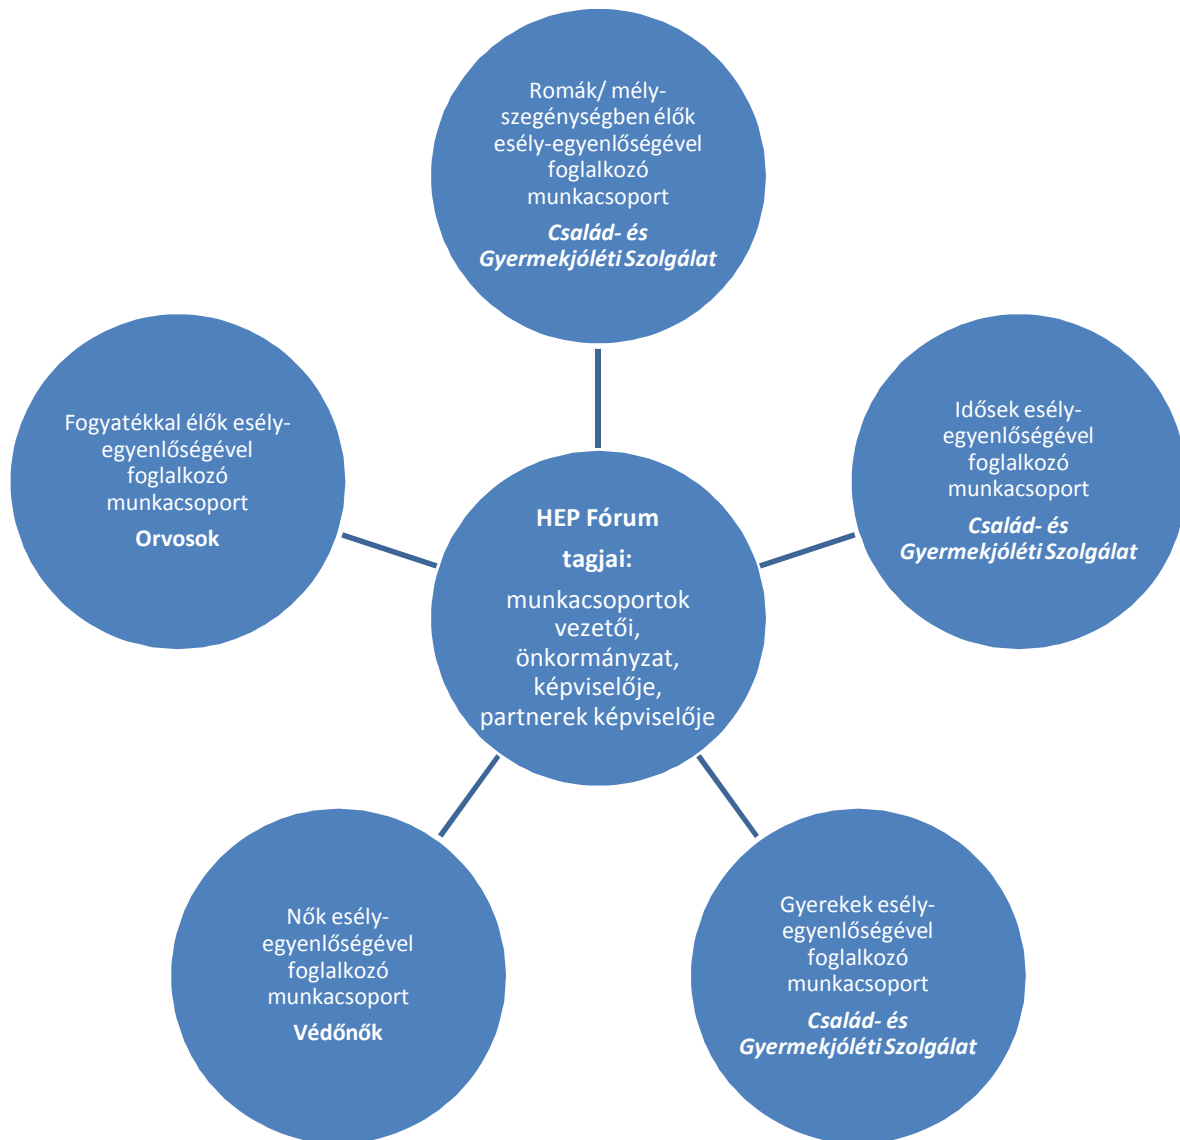 Romák/ mély-
szegénységben élők
esély-egyenlőségével
foglalkozó
munkacsoport
Család- és
Gyermekjóléti Szolgálat
Fogyatékkal élők esély-
egyenlőségével
foglalkozó
munkacsoport
Orvosok
Idősek esély-
egyenlőségével
foglalkozó
munkacsoport
Család- és
Gyermekjóléti Szolgálat
HEP Fórum
tagjai:
munkacsoportok
vezetői,
önkormányzat,
képviselője,
partnerek képviselője
Nők esély-
egyenlőségével
foglalkozó
munkacsoport
Védőnők
Gyerekek esély-
egyenlőségével
foglalkozó
munkacsoport
Család- és
Gyermekjóléti Szolgálat